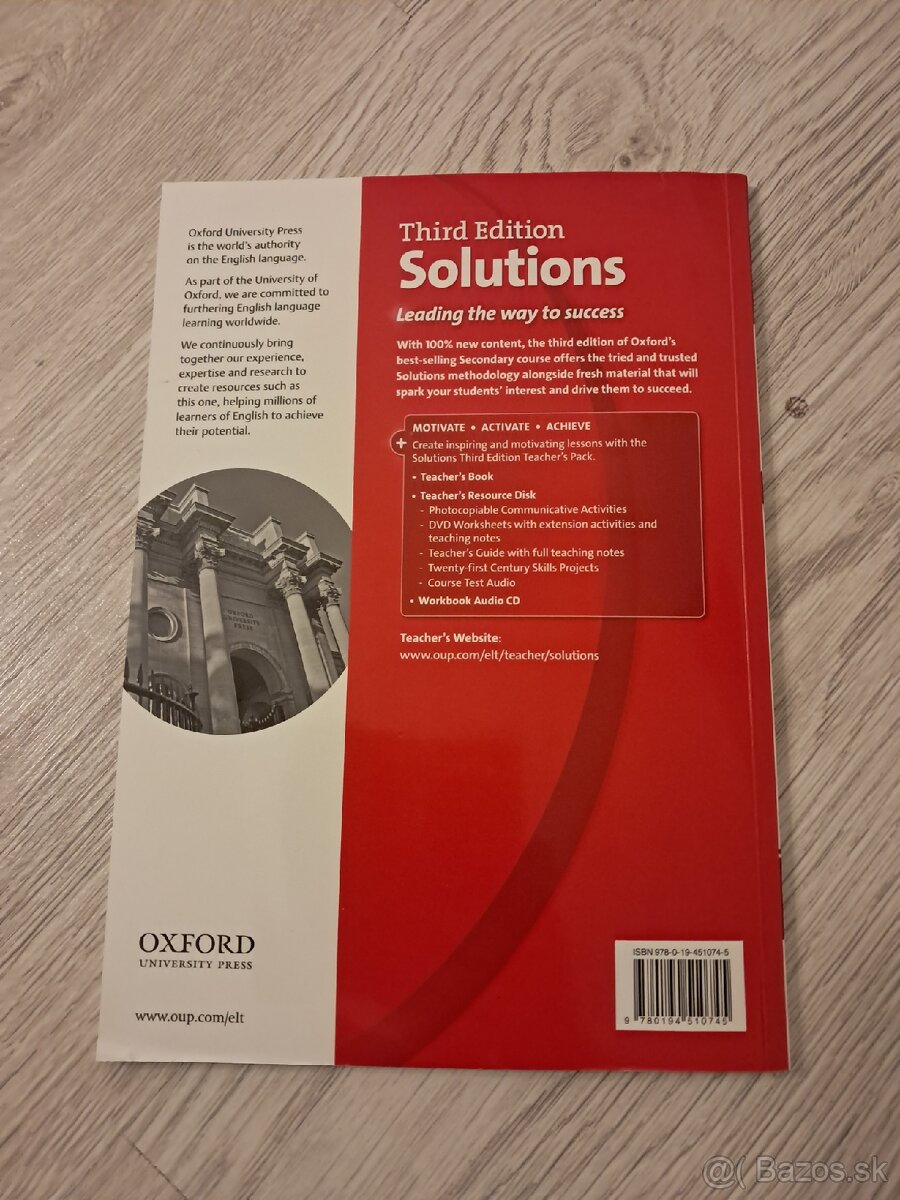 Oxford University Press
is the world's authority
on the English language.
As part of the University of
Oxford, we are committed to
furthering English language
learning worldwide.
We continuously bring
together our experience,
expertise and research to
create resources such as
this one, helping millions of
learners of English to achieve
their potential.
OXFORD
UNIVERSITY
PRESS
OXFORD
UNIVERSITY PRESS
www.oup.com/elt
Third Edition
Solutions
Leading the way to success
With 100% new content, the third edition of Oxford's
best-selling Secondary course offers the tried and trusted
Solutions methodology alongside fresh material that will
spark your students' interest and drive them to succeed.
MOTIVATE • ACTIVATE • ACHIEVE
+ Create inspiring and motivating lessons with the
Solutions Third Edition Teacher's Pack.
• Teacher's Book
• Teacher's Resource Disk
- Photocopiable Communicative Activities
- DVD Worksheets with extension activities and
teaching notes
- Teacher's Guide with full teaching notes
- Twenty-first Century Skills Projects
- Course Test Audio
• Workbook Audio CD
Teacher's Website:
www.oup.com/elt/teacher/solutions
ISBN 978-0-19-451074-5
9 780194 510745
@( Bazos.sk